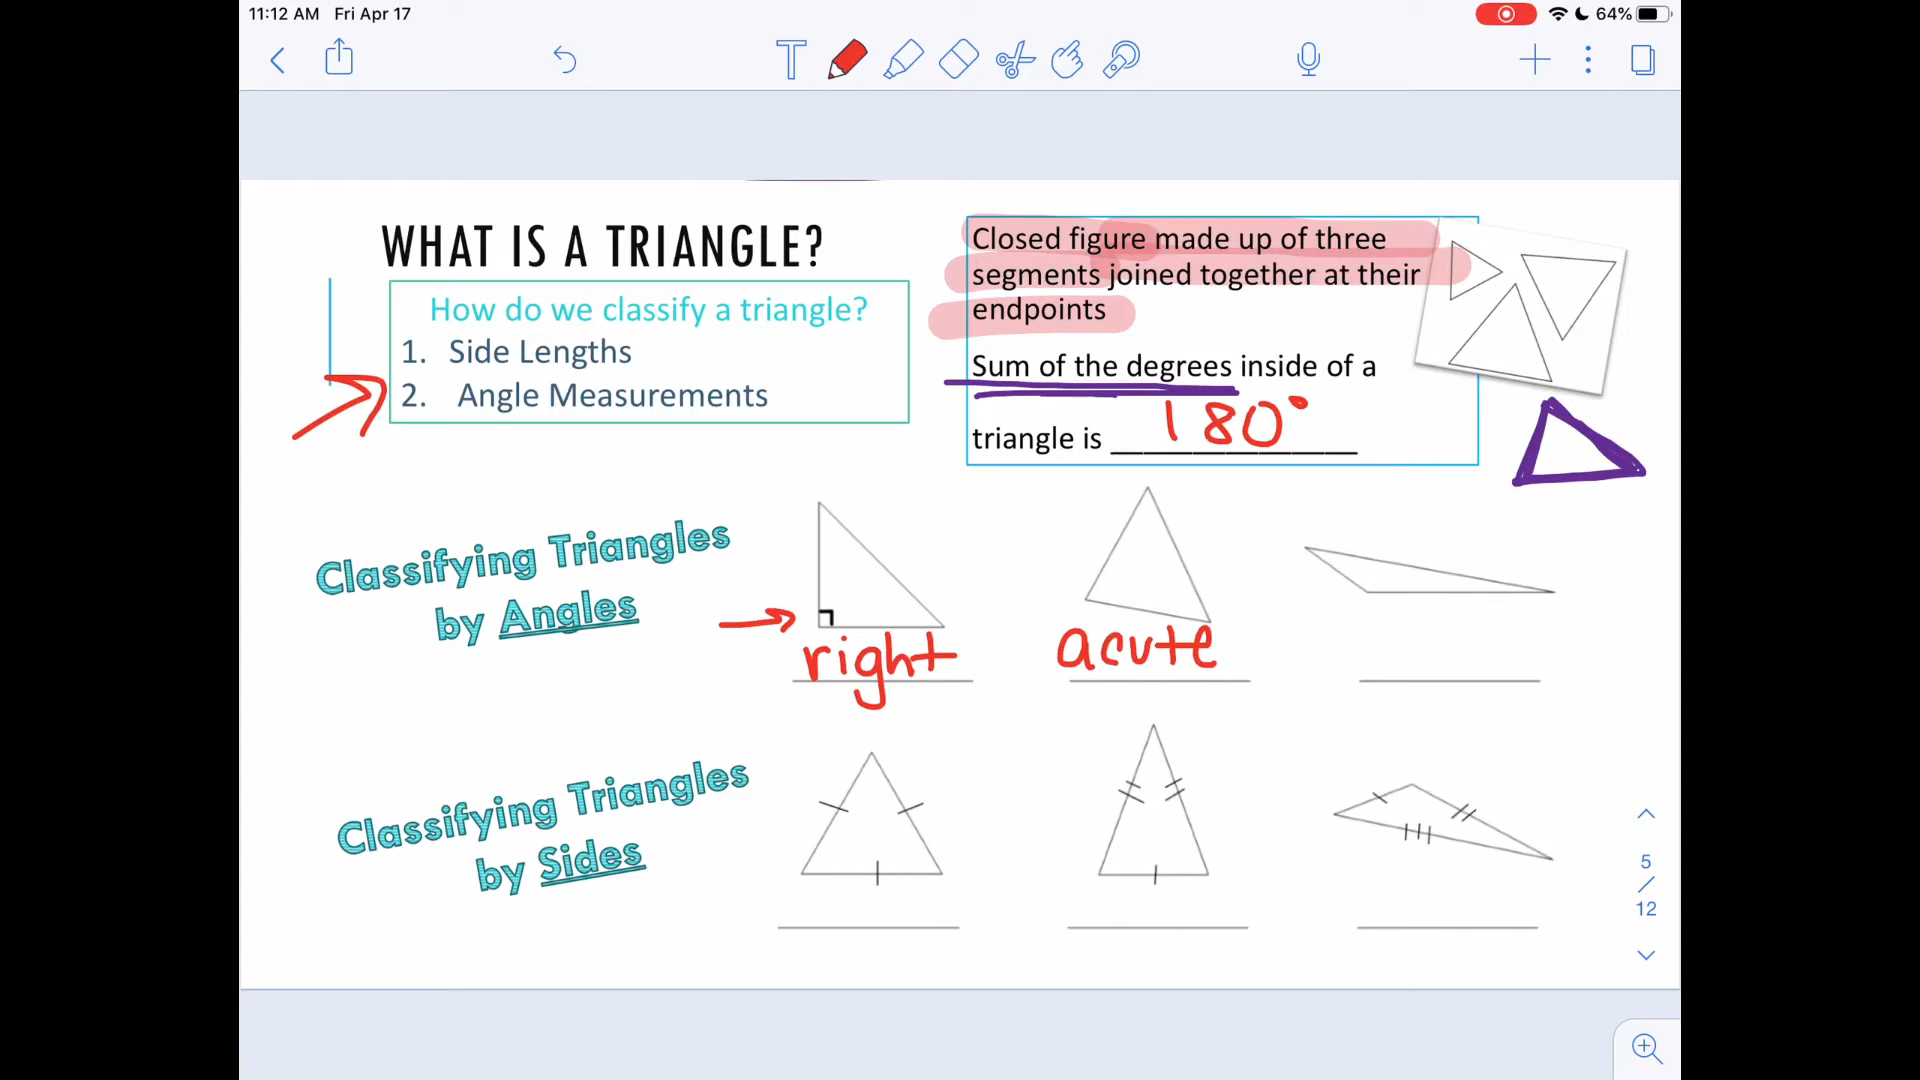 11:12 AM Fri Apr 17
64%
WHAT IS A TRIANGLE?
How do we classify a triangle?
1. Side Lengths
2. Angle Measurements
Closed figure made up of three
segments joined together at their
endpoints
Sum of the degrees inside of a
triangle is 180°
Classifying Triangles
by Angles
right
acute
Classifying Triangles
by Sides
5
/
12